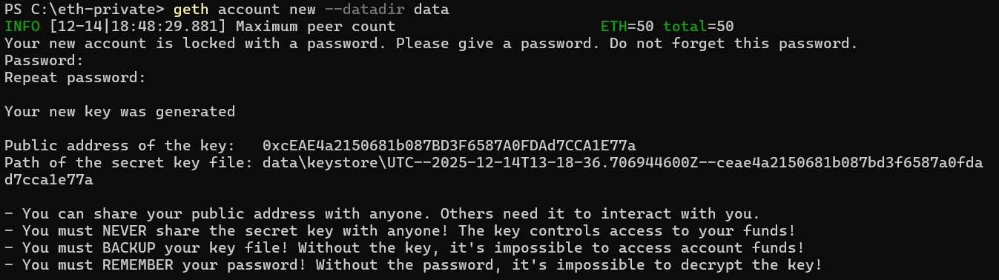 PS C:\eth-private> geth account new --datadir data
INFO [12-14|18:48:29.881] Maximum peer count                       ETH=50 total=50
Your new account is locked with a password. Please give a password. Do not forget this password.
Password:
Repeat password:
Your new key was generated
Public address of the key:   0xcEAE4a2150681b087BD3F6587A0FDAd7CCA1E77a
Path of the secret key file: data\keystore\UTC--2025-12-14T13-18-36.706944600Z--ceae4a2150681b087bd3f6587a0fda
d7cca1e77a
- You can share your public address with anyone. Others need it to interact with you.
- You must NEVER share the secret key with anyone! The key controls access to your funds!
- You must BACKUP your key file! Without the key, it's impossible to access account funds!
- You must REMEMBER your password! Without the password, it's impossible to decrypt the key!